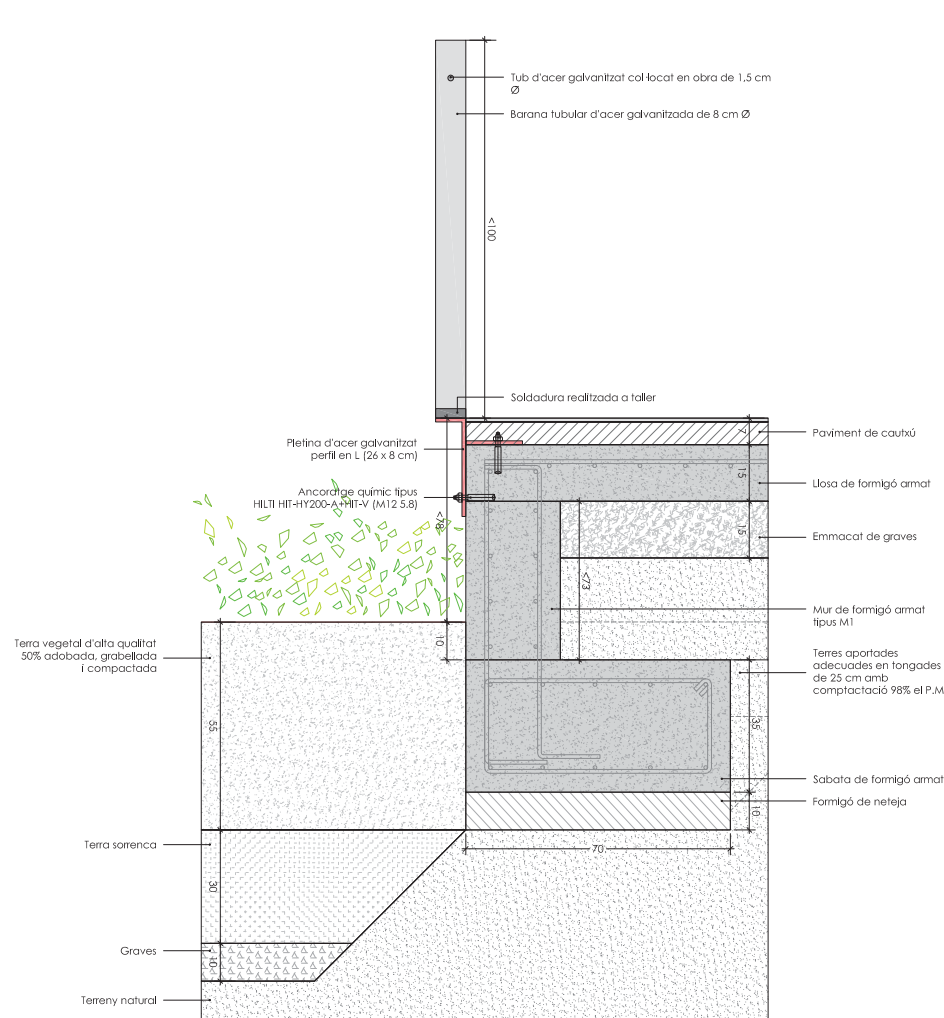 Tub d'acer galvanitzat col·locat en obra de 1,5 cm
Ø
Barana tubular d'acer galvanitzada de 8 cm Ø
<100
Soldadura realitzada a taller
Pletina d'acer galvanitzat
perfil en L (26 x 8 cm)
7
Paviment de cautxú
15
Llosa de formigó armat
Ancoratge químic tipus
HILTI HIT-HY200-A+HIT-V (M12 5.8)
<78
15
Emmacat de graves
<73
Mur de formigó armat
tipus M1
10
Terra vegetal d'alta qualitat
50% adobada, grabellada
i compactada
Terres aportades
adecuades en tongades
de 25 cm amb
comptactació 98% el P.M
55
35
Sabata de formigó armat
10
Formigó de neteja
70
Terra sorrenca
30
Graves
10
Terreny natural